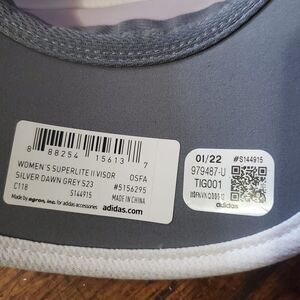 8 88254 15613 7
WOMEN'S SUPERLITE II VISOR OSFA
SILVER DAWN GREY S23 #5156295
C118 S144915 MADE IN CHINA
Made by agron, inc. for adidas accessories adidas.com
01/22 #S144915
979487-U
TIG001
adidas